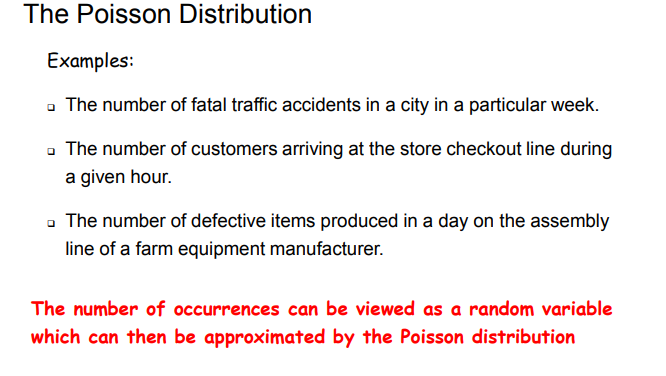 The Poisson Distribution
Examples:
❑ The number of fatal traffic accidents in a city in a particular week.
❑ The number of customers arriving at the store checkout line during
a given hour.
❑ The number of defective items produced in a day on the assembly
line of a farm equipment manufacturer.
The number of occurrences can be viewed as a random variable
which can then be approximated by the Poisson distribution